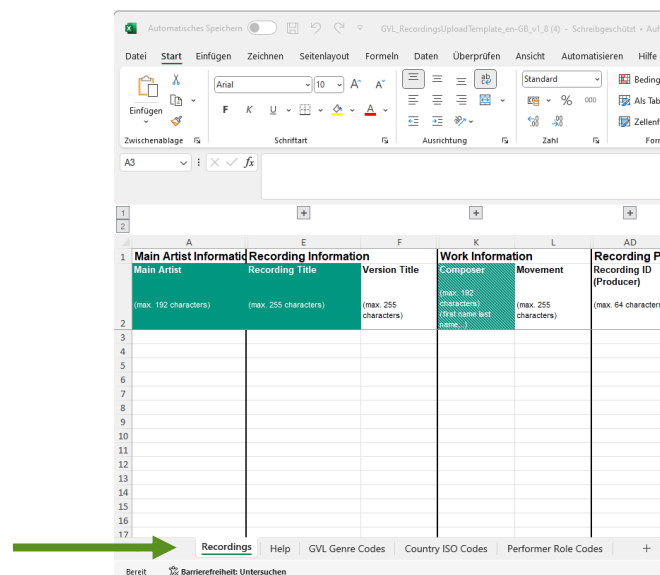 Automatisches Speichern GVL_RecordingsUploadTemplate_en-GB_v1_8 (4) – Schreibgeschützt • Auf
Datei Start Einfügen Zeichnen Seitenlayout Formeln Daten Überprüfen Ansicht Automatisieren Hilfe
Einfügen Arial 10 A^ A˅ ab Standard Beding
F K U A % 000 Als Tab
Zellenf
Zwischenablage Schriftart Ausrichtung Zahl Forr
A3 fx
1
2
A E F K L AD
1 Main Artist Informatio Recording Information Work Information Recording P
Main Artist Recording Title Version Title Composer Movement Recording ID
(Producer)
(max. 192 characters) (max. 255 characters) (max. 255 characters) (max. 192 characters) (first name last name,...) (max. 255 characters) (max. 64 character
2
3
4
5
6
7
8
9
10
11
12
13
14
15
16
17
Recordings Help GVL Genre Codes Country ISO Codes Performer Role Codes +
Bereit Barrierefreiheit: Untersuchen